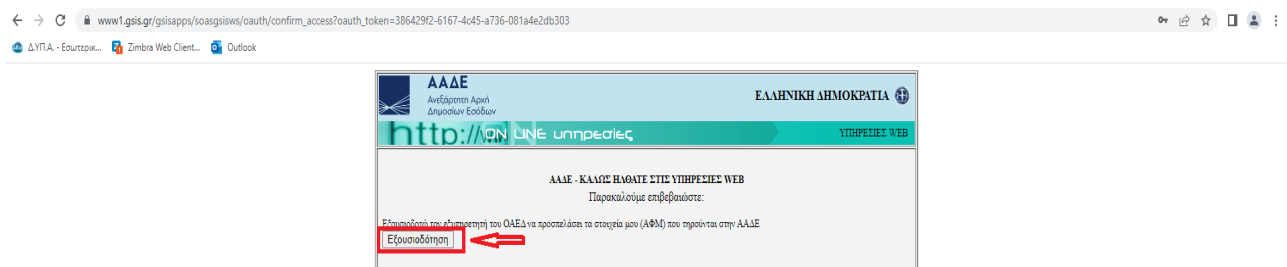 www1.gsis.gr/gsisapps/soasgsisws/oauth/confirm_access?oauth_token=386429f2-6167-4c45-a736-081a4e2db303
Δ.ΥΠ.Α. - Εσωτερικ... Zimbra Web Client... Outlook
ΑΑΔΕ
Ανεξάρτητη Αρχή
Δημοσίων Εσόδων
ΕΛΛΗΝΙΚΗ ΔΗΜΟΚΡΑΤΙΑ
http://www ON LINE υπηρεσίες
ΥΠΗΡΕΣΙΕΣ WEB
ΑΑΔΕ - ΚΑΛΩΣ ΗΛΘΑΤΕ ΣΤΙΣ ΥΠΗΡΕΣΙΕΣ WEB
Παρακαλούμε επιβεβαιώστε:
Εξουσιοδοτώ τον εξυπηρετητή του ΟΑΕΔ να προσπελάσει τα στοιχεία μου (ΑΦΜ) που τηρούνται στην ΑΑΔΕ
Εξουσιοδότηση